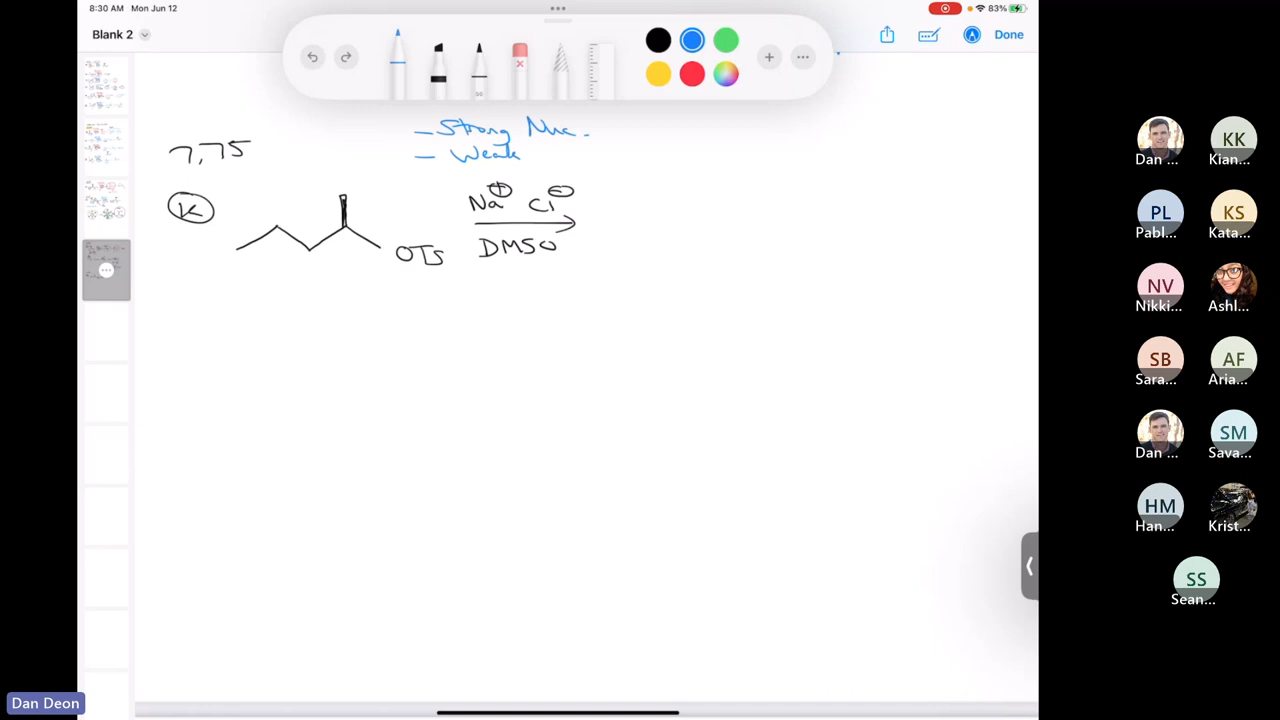 8:30 AM Mon Jun 12
83%
Blank 2
Done
- Strong Nuc.
- Weak
7.75
K
Na⊕ Cl⊖
OTs
DMSO
Dan ...
KK
Kian...
PL
Pabl...
KS
Kata...
NV
Nikki...
Ashl...
SB
Sara...
AF
Aria...
Dan ...
SM
Sava...
HM
Han...
Krist...
SS
Sean...
Dan Deon